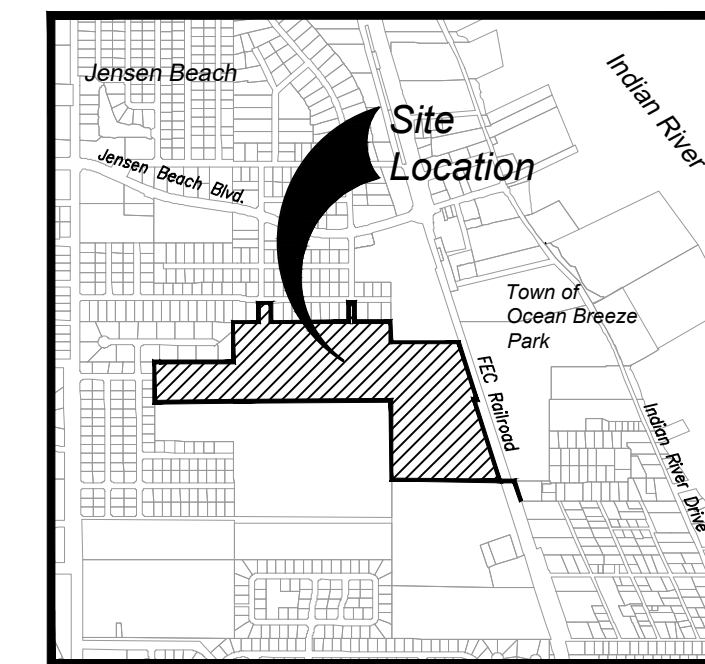 Jensen Beach
Site
Location
Indian River
Jensen Beach Blvd.
Town of
Ocean Breeze
Park
FEC Railroad
Indian River Drive